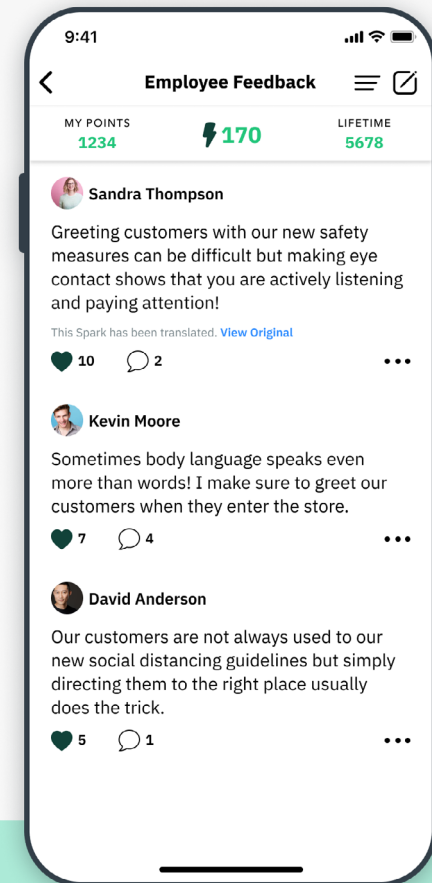 9:41
Employee Feedback
MY POINTS
1234
170
LIFETIME
5678
Sandra Thompson
Greeting customers with our new safety
measures can be difficult but making eye
contact shows that you are actively listening
and paying attention!
This Spark has been translated. View Original
10 2
Kevin Moore
Sometimes body language speaks even
more than words! I make sure to greet our
customers when they enter the store.
7 4
David Anderson
Our customers are not always used to our
new social distancing guidelines but simply
directing them to the right place usually
does the trick.
5 1